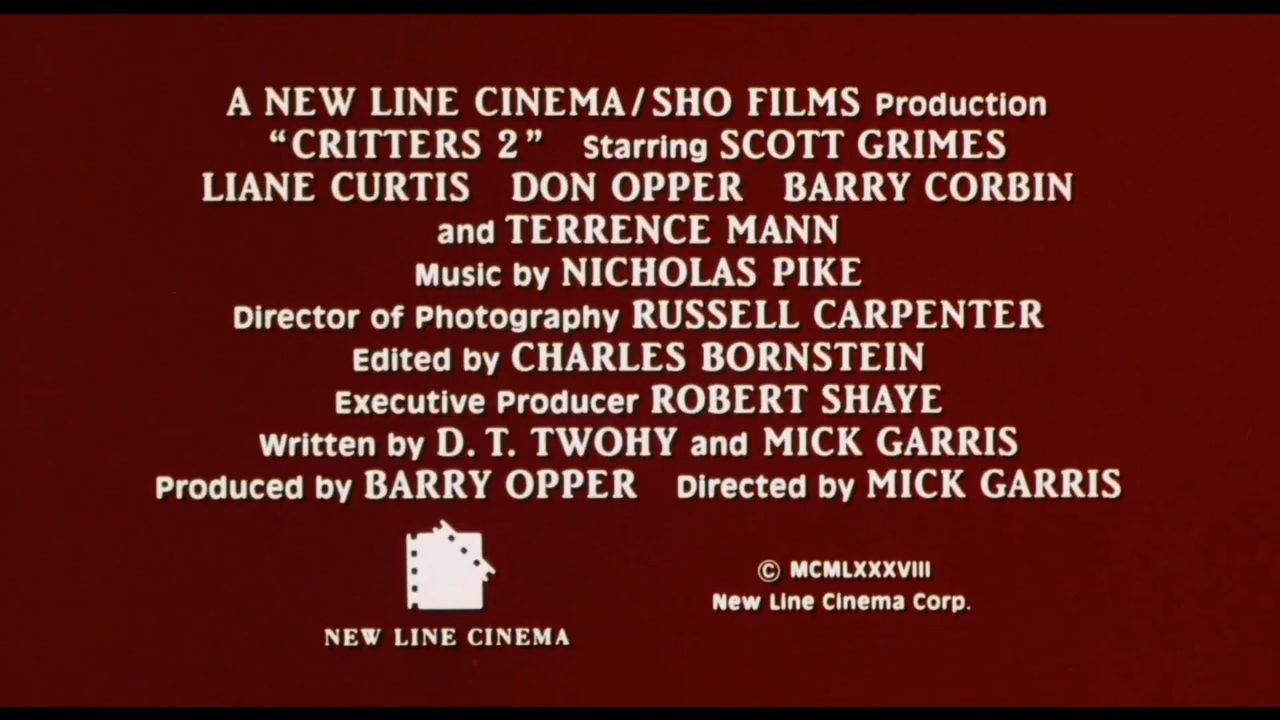 A NEW LINE CINEMA/SHO FILMS Production
“CRITTERS 2” Starring SCOTT GRIMES
LIANE CURTIS DON OPPER BARRY CORBIN
and TERRENCE MANN
Music by NICHOLAS PIKE
Director of Photography RUSSELL CARPENTER
Edited by CHARLES BORNSTEIN
Executive Producer ROBERT SHAYE
Written by D. T. TWOHY and MICK GARRIS
Produced by BARRY OPPER Directed by MICK GARRIS
NEW LINE CINEMA
© MCMLXXXVIII
New Line Cinema Corp.